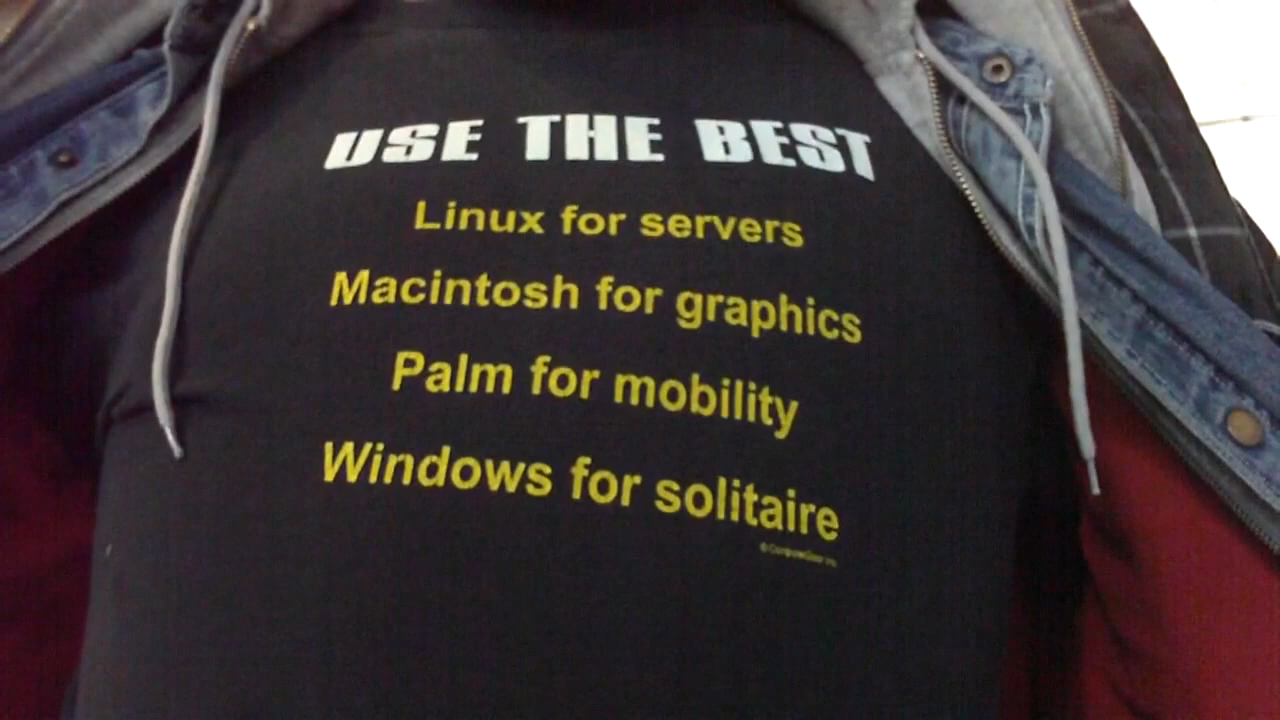 USE THE BEST
Linux for servers
Macintosh for graphics
Palm for mobility
Windows for solitaire